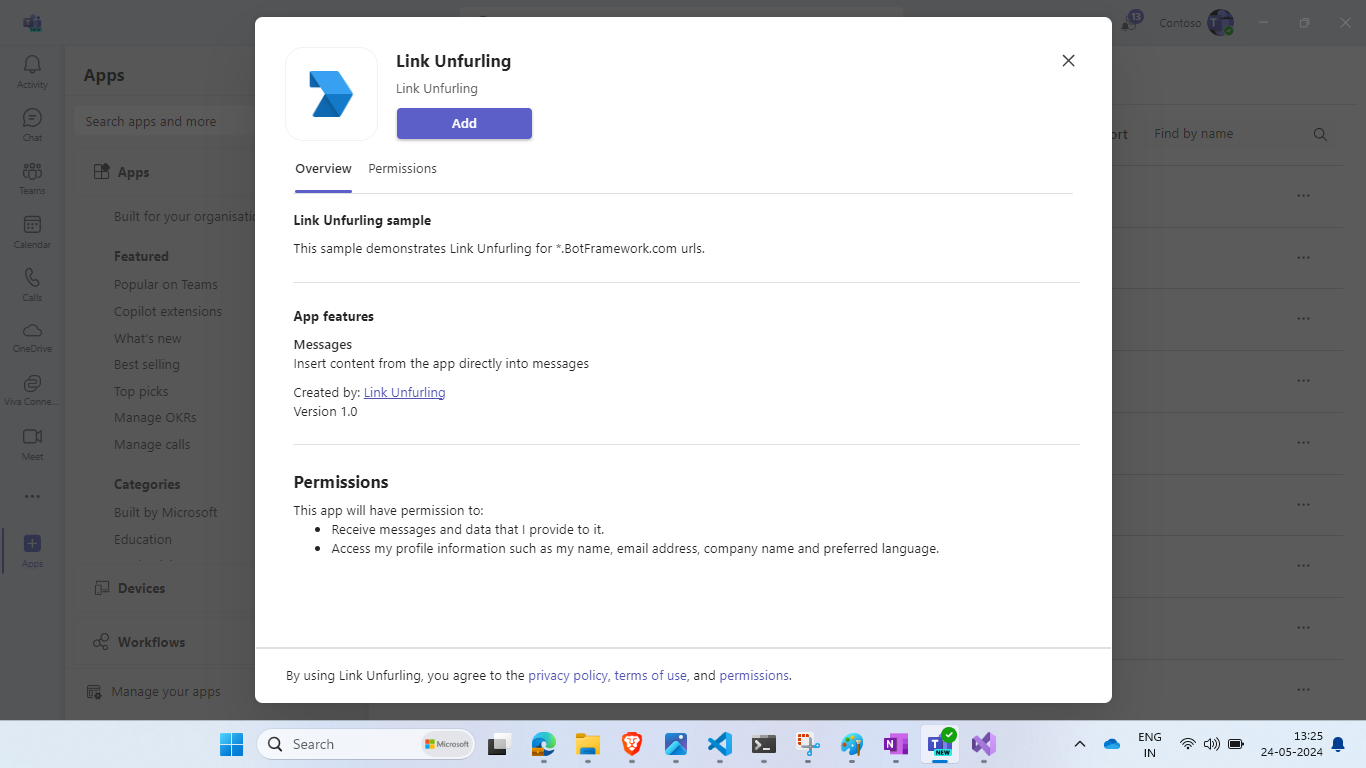 13
Contoso
T
Activity
Chat
Teams
Calendar
Calls
OneDrive
Viva Conne...
Meet
Apps
Apps
Search apps and more
Apps
Built for your organisatio
Featured
Popular on Teams
Copilot extensions
What's new
Best selling
Top picks
Manage OKRs
Manage calls
Categories
Built by Microsoft
Education
Devices
Workflows
Manage your apps
Link Unfurling
Link Unfurling
Add
Overview Permissions
Link Unfurling sample
This sample demonstrates Link Unfurling for *.BotFramework.com urls.
App features
Messages
Insert content from the app directly into messages
Created by: Link Unfurling
Version 1.0
Permissions
This app will have permission to:
• Receive messages and data that I provide to it.
• Access my profile information such as my name, email address, company name and preferred language.
By using Link Unfurling, you agree to the privacy policy, terms of use, and permissions.
ort
Find by name
Search
Microsoft
NEW
ENG
IN
13:25
24-05-2024